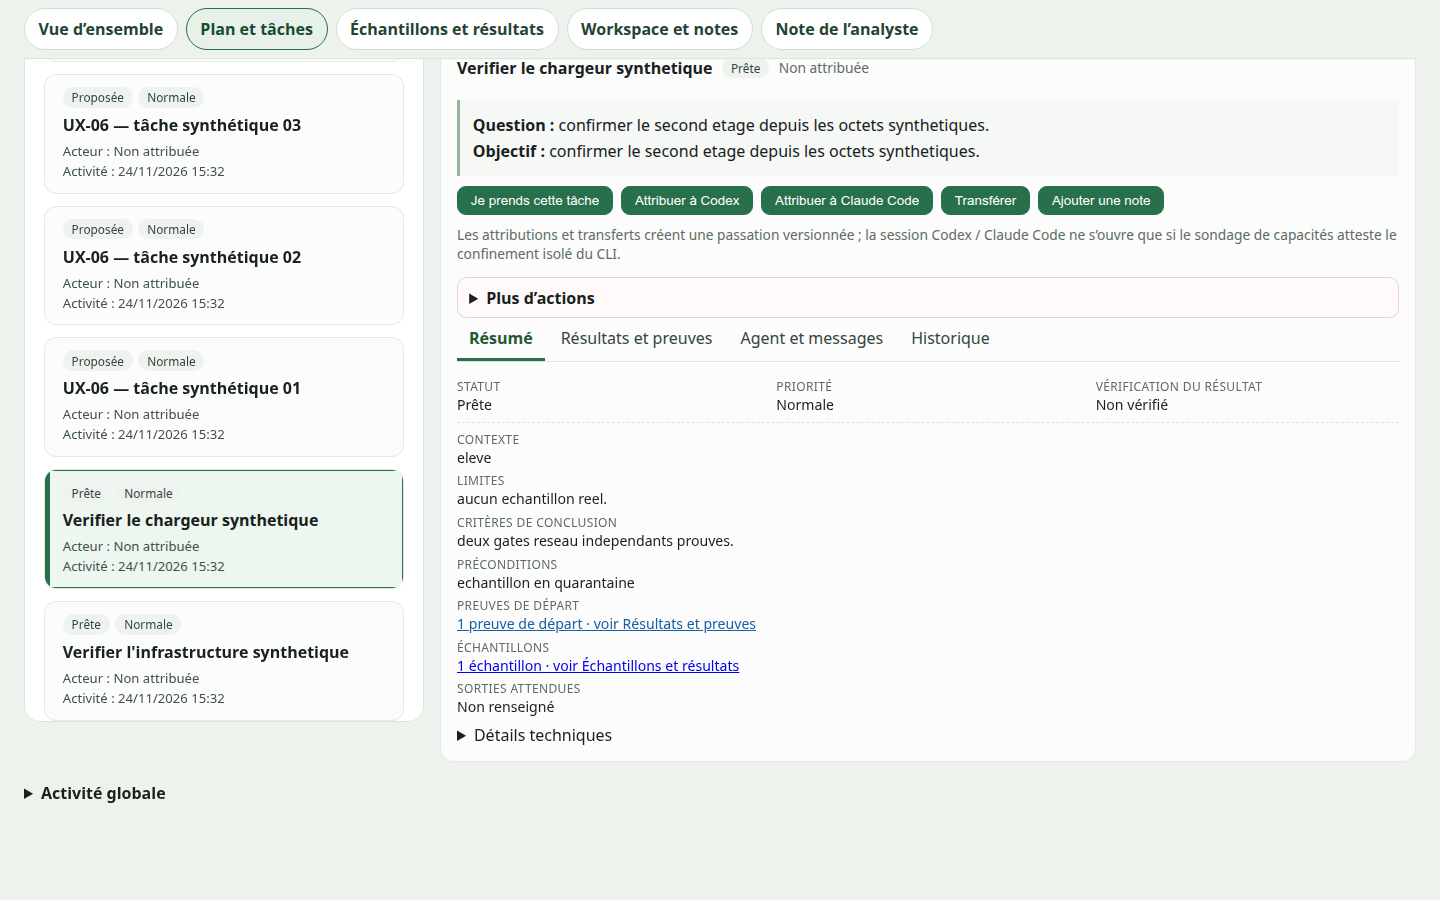 Vue d’ensemble
Plan et tâches
Échantillons et résultats
Workspace et notes
Note de l’analyste
Proposée
Normale
UX-06 — tâche synthétique 03
Acteur : Non attribuée
Activité : 24/11/2026 15:32
Proposée
Normale
UX-06 — tâche synthétique 02
Acteur : Non attribuée
Activité : 24/11/2026 15:32
Proposée
Normale
UX-06 — tâche synthétique 01
Acteur : Non attribuée
Activité : 24/11/2026 15:32
Prête
Normale
Verifier le chargeur synthetique
Acteur : Non attribuée
Activité : 24/11/2026 15:32
Prête
Normale
Verifier l'infrastructure synthetique
Acteur : Non attribuée
Activité : 24/11/2026 15:32
Verifier le chargeur synthetique
Prête
Non attribuée
Question : confirmer le second etage depuis les octets synthetiques.
Objectif : confirmer le second etage depuis les octets synthetiques.
Je prends cette tâche
Attribuer à Codex
Attribuer à Claude Code
Transférer
Ajouter une note
Les attributions et transferts créent une passation versionnée ; la session Codex / Claude Code ne s’ouvre que si le sondage de capacités atteste le
confinement isolé du CLI.
Plus d’actions
Résumé
Résultats et preuves
Agent et messages
Historique
STATUT
Prête
PRIORITÉ
Normale
VÉRIFICATION DU RÉSULTAT
Non vérifié
CONTEXTE
eleve
LIMITES
aucun echantillon reel.
CRITÈRES DE CONCLUSION
deux gates reseau independants prouves.
PRÉCONDITIONS
echantillon en quarantaine
PREUVES DE DÉPART
1 preuve de départ · voir Résultats et preuves
ÉCHANTILLONS
1 échantillon · voir Échantillons et résultats
SORTIES ATTENDUES
Non renseigné
Détails techniques
Activité globale